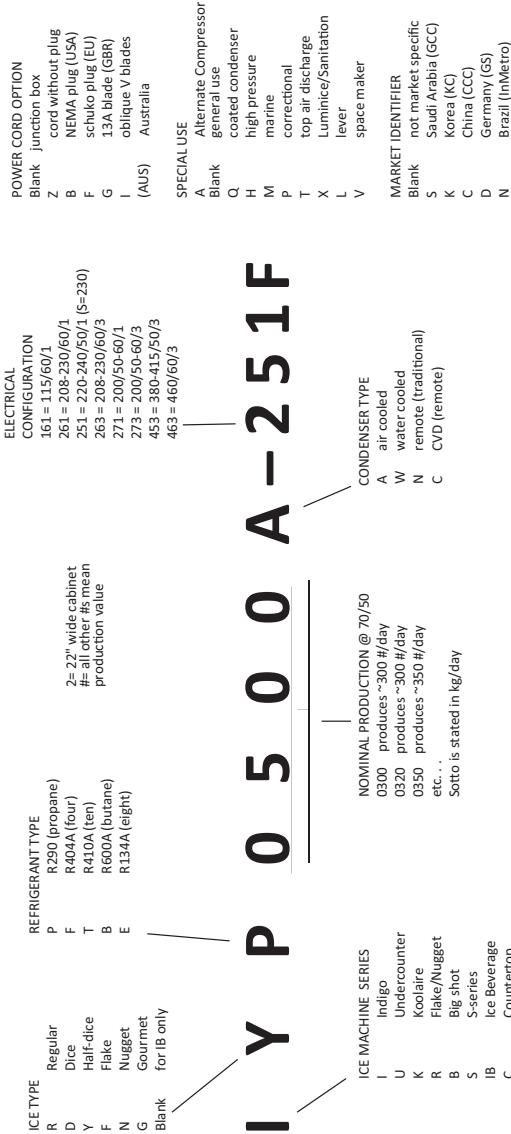 ICE TYPE
R Regular
D Dice
Y Half-dice
F Flake
N Nugget
G Gourmet
Blank for IB only
REFRIGERANT TYPE
P R290 (propane)
F R404A (four)
T R410A (ten)
B R600A (butane)
E R134A (eight)
2= 22" wide cabinet
#= all other #s mean
production value
ELECTRICAL
CONFIGURATION
161 = 115/60/1
261 = 208-230/60/1
251 = 220-240/50/1 (S=230)
263 = 208-230/60/3
271 = 200/50-60/1
273 = 200/50-60/3
453 = 380-415/50/3
463 = 460/60/3
POWER CORD OPTION
Blank junction box
Z cord without plug
B NEMA plug (USA)
F schuko plug (EU)
G 13A blade (GBR)
I oblique V blades
(AUS) Australia
I Y P 0 5 0 0 A – 2 5 1 F
ICE MACHINE SERIES
I Indigo
U Undercounter
K Koolaire
R Flake/Nugget
B Big shot
S S-series
IB Ice Beverage
C Countertop
NOMINAL PRODUCTION @ 70/50
0300 produces ~300 #/day
0320 produces ~300 #/day
0350 produces ~350 #/day
etc. . .
Sotto is stated in kg/day
CONDENSER TYPE
A air cooled
W water cooled
N remote (traditional)
C CVD (remote)
SPECIAL USE
A Alternate Compressor
Blank general use
Q coated condenser
H high pressure
M marine
P correctional
T top air discharge
X Luminice/Sanitation
L lever
V space maker
MARKET IDENTIFIER
Blank not market specific
S Saudi Arabia (GCC)
K Korea (KC)
C China (CCC)
D Germany (GS)
N Brazil (InMetro)